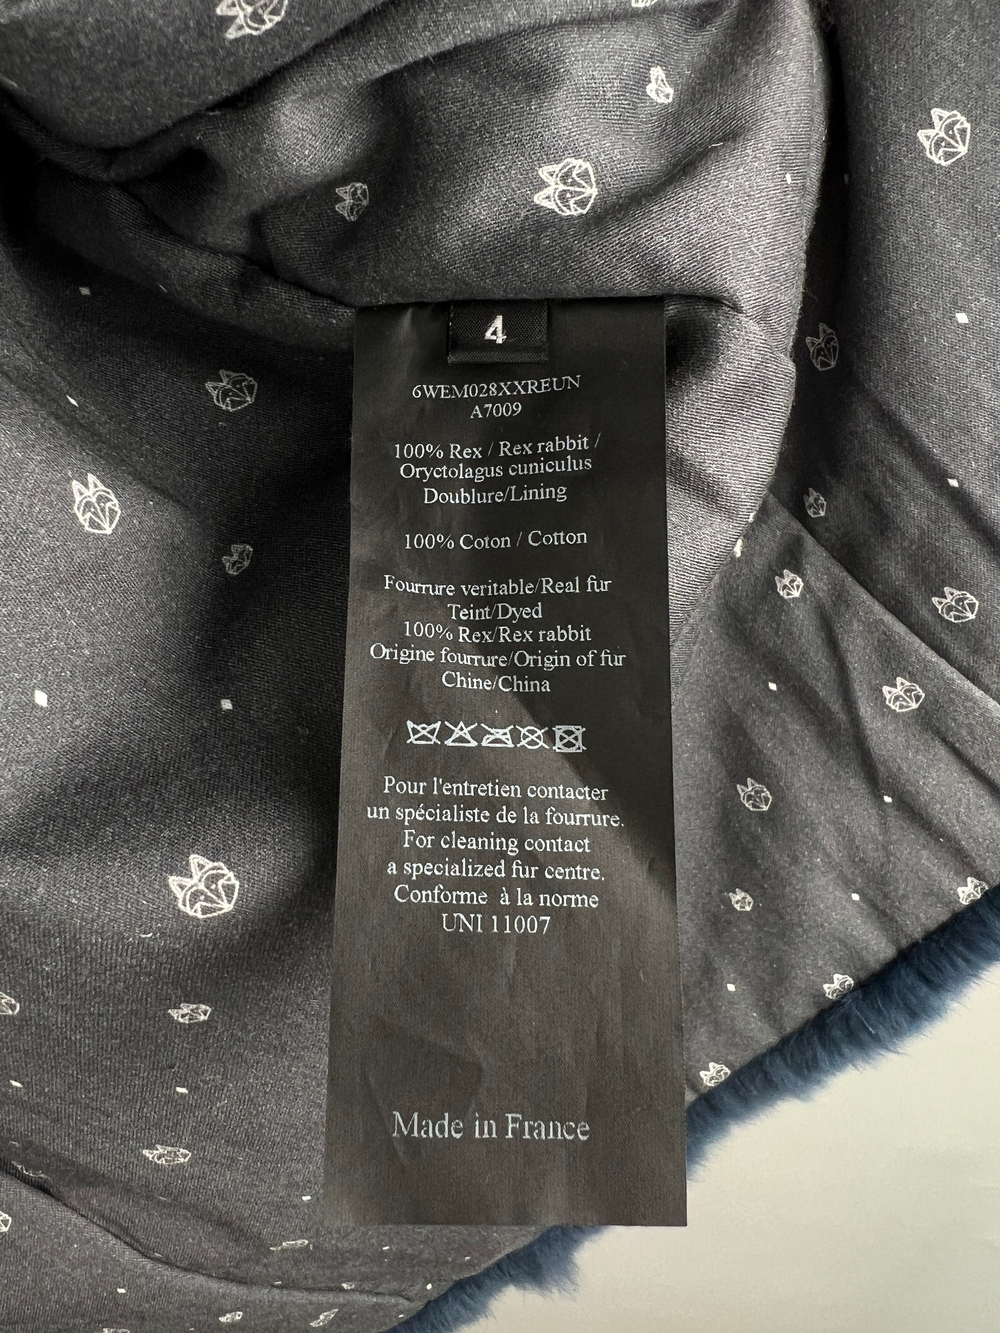 4
6WEM028XXREUN
A7009
100% Rex / Rex rabbit /
Oryctolagus cuniculus
Doublure/Lining
100% Coton / Cotton
Fourrure veritable/Real fur
Teint/Dyed
100% Rex/Rex rabbit
Origine fourrure/Origin of fur
Chine/China
Pour l'entretien contacter
un spécialiste de la fourrure.
For cleaning contact
a specialized fur centre.
Conforme à la norme
UNI 11007
Made in France